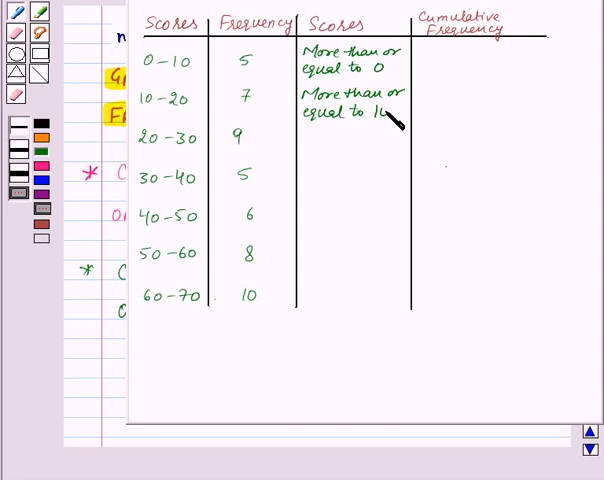 Scores Frequency Scores Cumulative Frequency
0-10 5 More than or equal to 0
10-20 7 More than or equal to 10
20-30 9
30-40 5
40-50 6
50-60 8
60-70 10